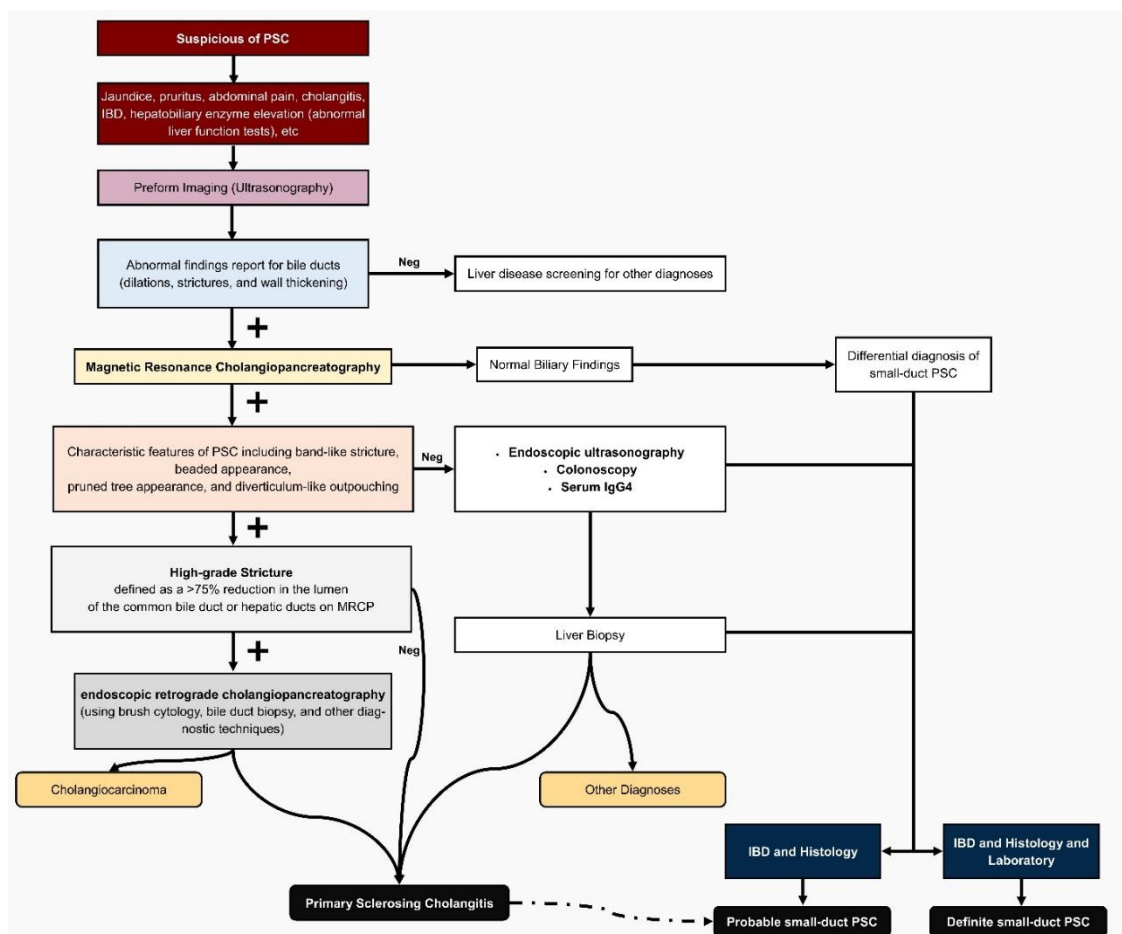 Suspicious of PSC
Jaundice, pruritus, abdominal pain, cholangitis,
IBD, hepatobiliary enzyme elevation (abnormal
liver function tests), etc
Preform Imaging (Ultrasonography)
Abnormal findings report for bile ducts
(dilations, strictures, and wall thickening)
Neg
Liver disease screening for other diagnoses
+
Magnetic Resonance Cholangiopancreatography
Normal Biliary Findings
Differential diagnosis of
small-duct PSC
+
Characteristic features of PSC including band-like stricture,
beaded appearance,
pruned tree appearance, and diverticulum-like outpouching
Neg
• Endoscopic ultrasonography
• Colonoscopy
• Serum IgG4
+
High-grade Stricture
defined as a >75% reduction in the lumen
of the common bile duct or hepatic ducts on MRCP
Neg
Liver Biopsy
+
endoscopic retrograde cholangiopancreatography
(using brush cytology, bile duct biopsy, and other diag-
nostic techniques)
Cholangiocarcinoma
Other Diagnoses
IBD and Histology
IBD and Histology and
Laboratory
Primary Sclerosing Cholangitis
Probable small-duct PSC
Definite small-duct PSC